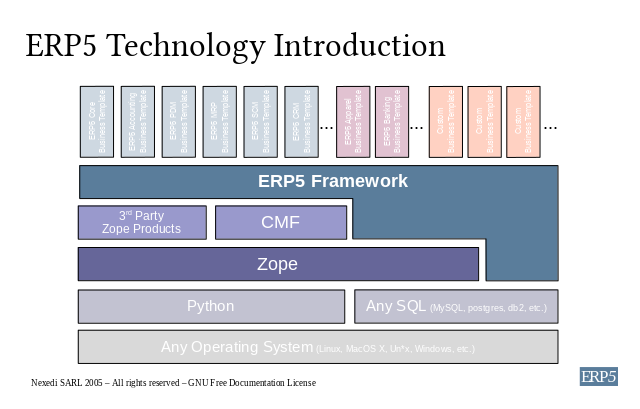 ERP5 Technology Introduction
ERP5 Core
Business Template
ERP5 Accounting
Business Template
ERP5 PDM
Business Template
ERP5 MRP
Business Template
ERP5 SCM
Business Template
ERP5 CRM
Business Template
...
ERP5 Apparel
Business Template
ERP5 Banking
Business Template
...
Custom
Business Template
Custom
Business Template
Custom
Business Template
...
ERP5 Framework
3rd Party
Zope Products
CMF
Zope
Python
Any SQL (MySQL, postgres, db2, etc.)
Any Operating System (Linux, MacOS X, Un*x, Windows, etc.)
Nexedi SARL 2005 – All rights reserved – GNU Free Documentation License
ERP5